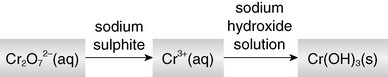 sodium
sulphite
sodium
hydroxide
solution
Cr₂O₇²⁻(aq)
Cr³⁺(aq)
Cr(OH)₃(s)